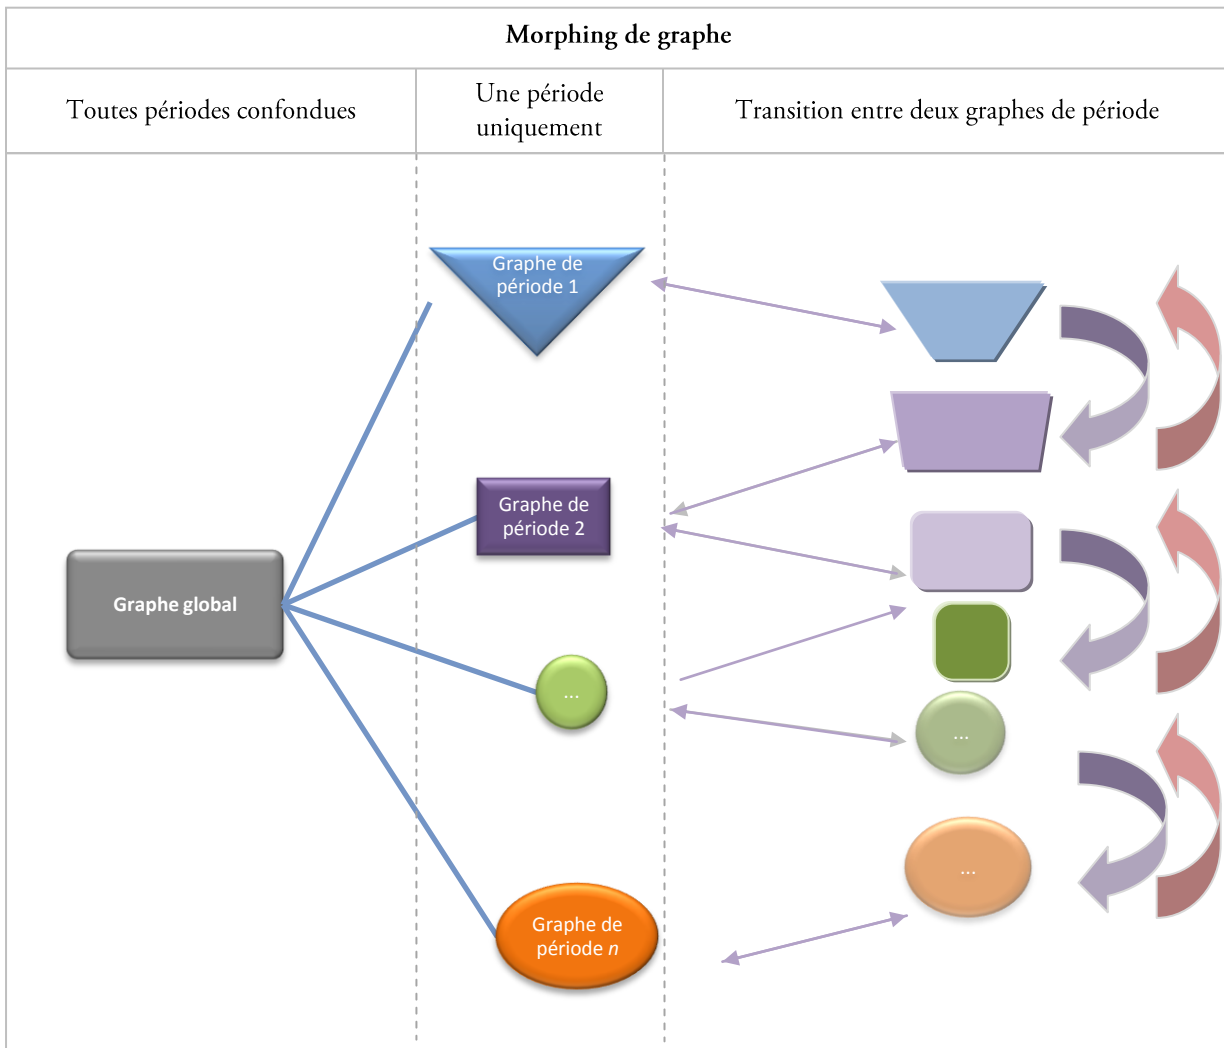 Morphing de graphe
Toutes périodes confondues
Une période
uniquement
Transition entre deux graphes de période
Graphe de
période 1
Graphe de
période 2
Graphe global
...
...
...
Graphe de
période n